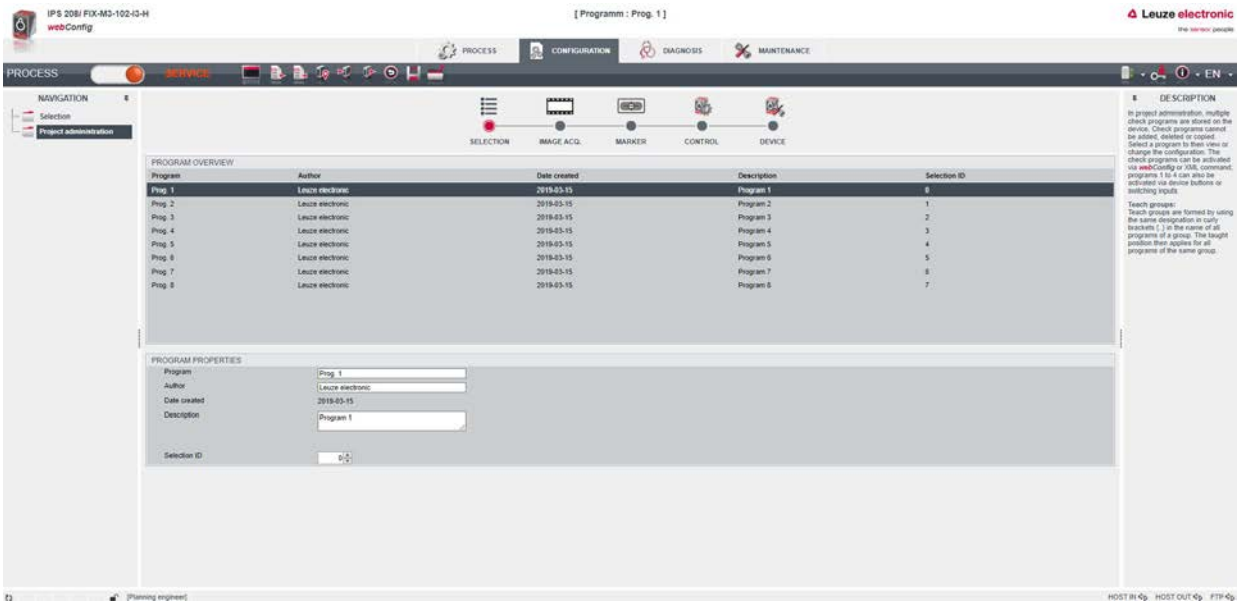 IPS 208i FIX-M3-102-I3-H
webConfig
[ Programm : Prog. 1 ]
Leuze electronic
the sensor people
PROCESS
CONFIGURATION
DIAGNOSIS
MAINTENANCE
PROCESS
SERVICE
EN
NAVIGATION
Selection
Project administration
SELECTION
IMAGE ACQ.
MARKER
CONTROL
DEVICE
PROGRAM OVERVIEW
Program Author Date created Description Selection ID
Prog. 1 Leuze electronic 2019-03-15 Program 1 0
Prog. 2 Leuze electronic 2019-03-15 Program 2 1
Prog. 3 Leuze electronic 2019-03-15 Program 3 2
Prog. 4 Leuze electronic 2019-03-15 Program 4 3
Prog. 5 Leuze electronic 2019-03-15 Program 5 4
Prog. 6 Leuze electronic 2019-03-15 Program 6 5
Prog. 7 Leuze electronic 2019-03-15 Program 7 6
Prog. 8 Leuze electronic 2019-03-15 Program 8 7
PROGRAM PROPERTIES
Program Prog. 1
Author Leuze electronic
Date created 2019-03-15
Description Program 1
Selection ID 0
DESCRIPTION
In project administration, multiple
check programs are stored on the
device. Check programs cannot
be added, deleted or copied.
Select a program to then view or
change the configuration. The
check programs can be activated
via webConfig or XML command,
programs 1 to 4 can also be
activated via device buttons or
switching inputs.
Teach groups:
Teach groups are formed by using
the same designation in curly
brackets {..} in the name of all
programs of a group. The taught
position then applies for all
programs of the same group.
[Planning engineer]
HOST IN HOST OUT FTP